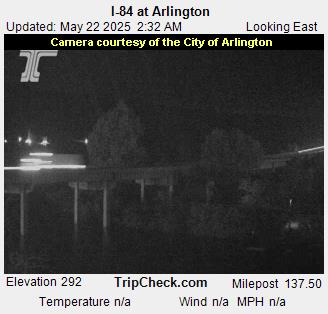 I-84 at Arlington
Updated: May 22 2025 2:32 AM Looking East
Camera courtesy of the City of Arlington
Elevation 292 TripCheck.com Milepost 137.50
Temperature n/a Wind n/a MPH n/a